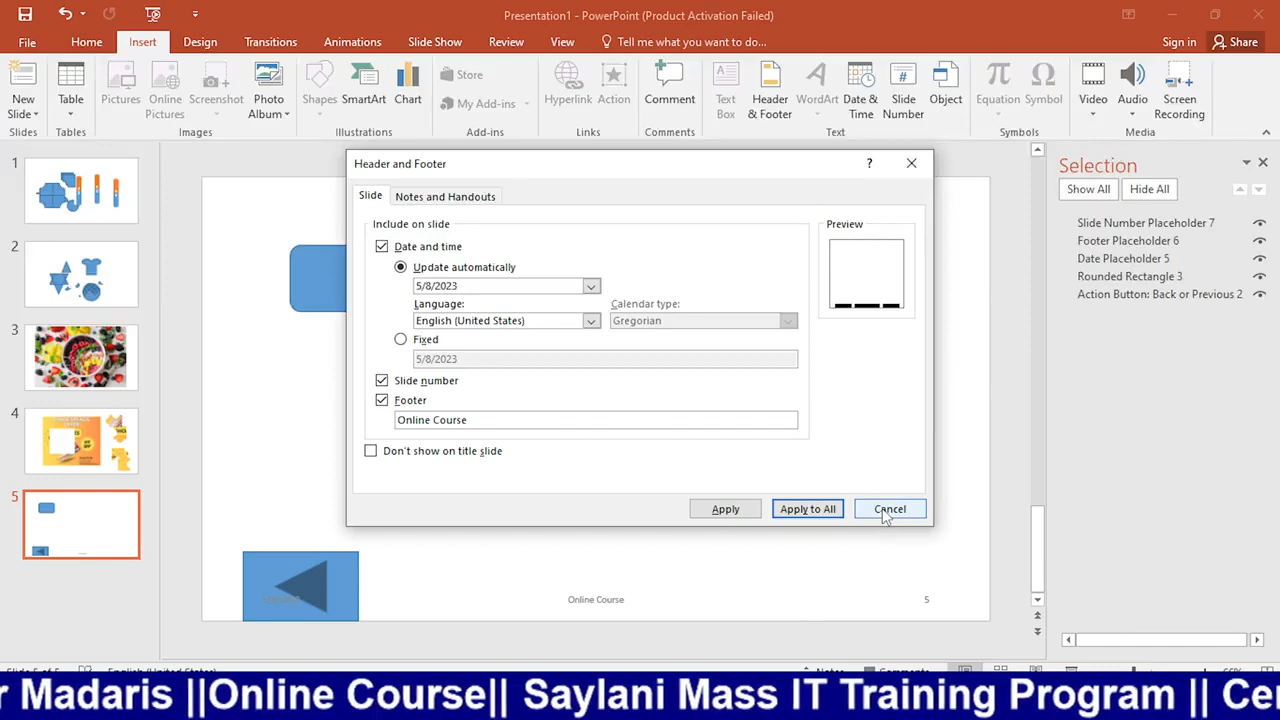 Presentation1 - PowerPoint (Product Activation Failed)
File Home Insert Design Transitions Animations Slide Show Review View Tell me what you want to do... Sign in Share
New Slide Table Pictures Online Pictures Screenshot Photo Album Shapes SmartArt Chart Store My Add-ins Hyperlink Action Comment Text Box Header & Footer WordArt Date & Time Slide Number Object Equation Symbol Video Audio Screen Recording
Slides Tables Images Illustrations Add-ins Links Comments Text Symbols Media
1
2
3
4
5
Header and Footer ?
Slide Notes and Handouts
Include on slide
Date and time
Update automatically
5/8/2023
Language: Calendar type:
English (United States) Gregorian
Fixed
5/8/2023
Slide number
Footer
Online Course
Don't show on title slide
Preview
Apply Apply to All Cancel
Online Course 5
Selection
Show All Hide All
Slide Number Placeholder 7
Footer Placeholder 6
Date Placeholder 5
Rounded Rectangle 3
Action Button: Back or Previous 2
r Madaris ||Online Course|| Saylani Mass IT Training Program || Ce